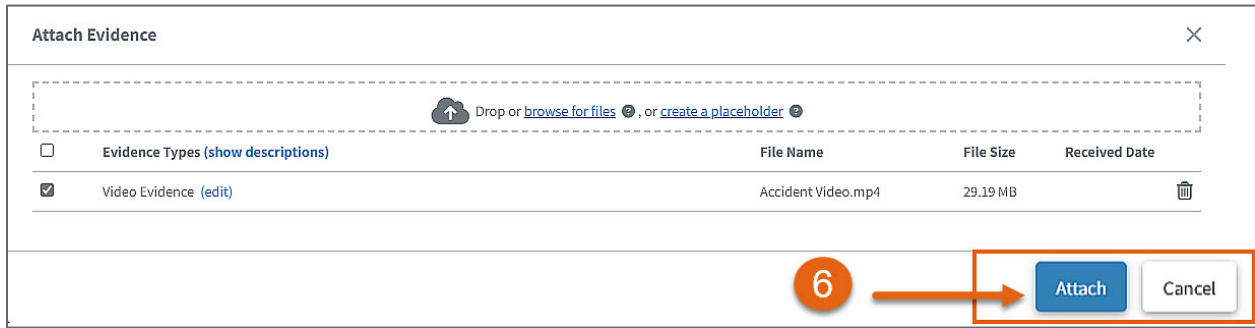 Attach Evidence
Drop or browse for files ?, or create a placeholder ?
Evidence Types (show descriptions) File Name File Size Received Date
Video Evidence (edit) Accident Video.mp4 29.19 MB
6 Attach Cancel